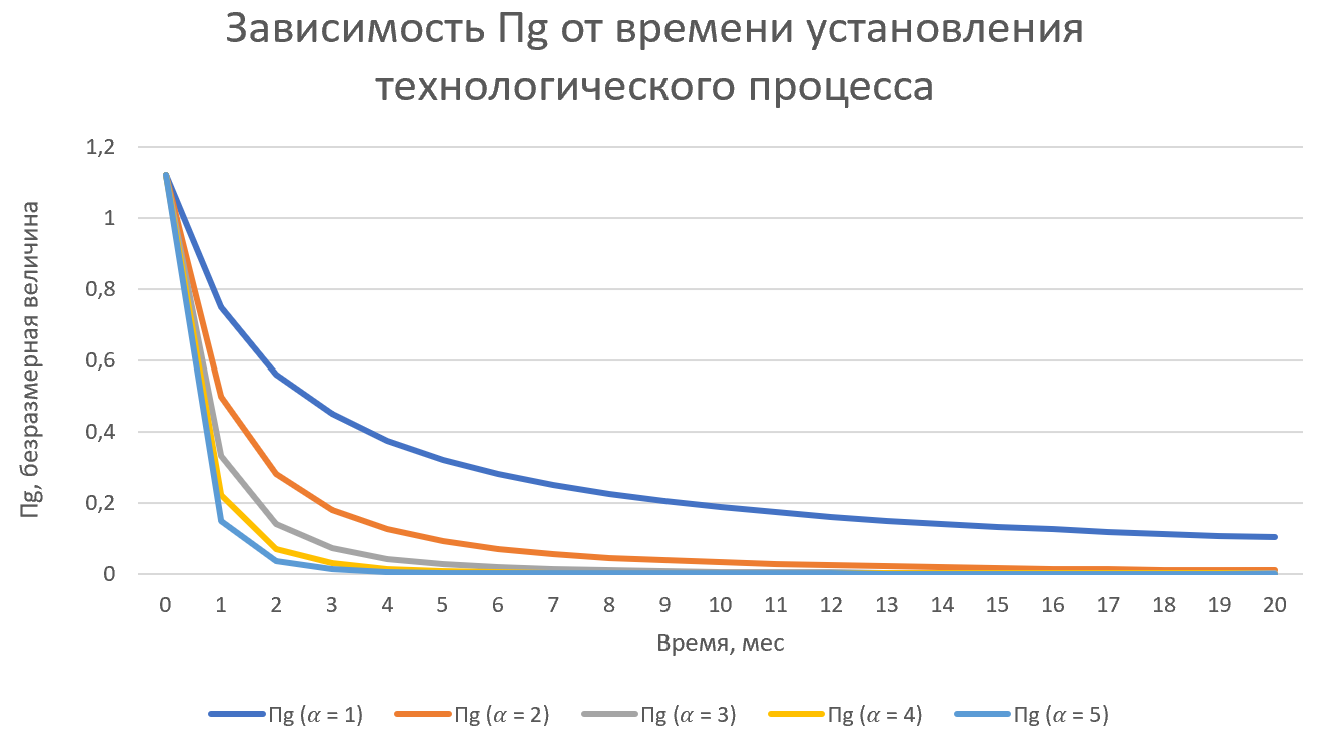 Зависимость Пg от времени установления
технологического процесса
Пg, безразмерная величина
1,2
1
0,8
0,6
0,4
0,2
0
0 1 2 3 4 5 6 7 8 9 10 11 12 13 14 15 16 17 18 19 20
Время, мес
Пg (𝛼 = 1) Пg (𝛼 = 2) Пg (𝛼 = 3) Пg (𝛼 = 4) Пg (𝛼 = 5)